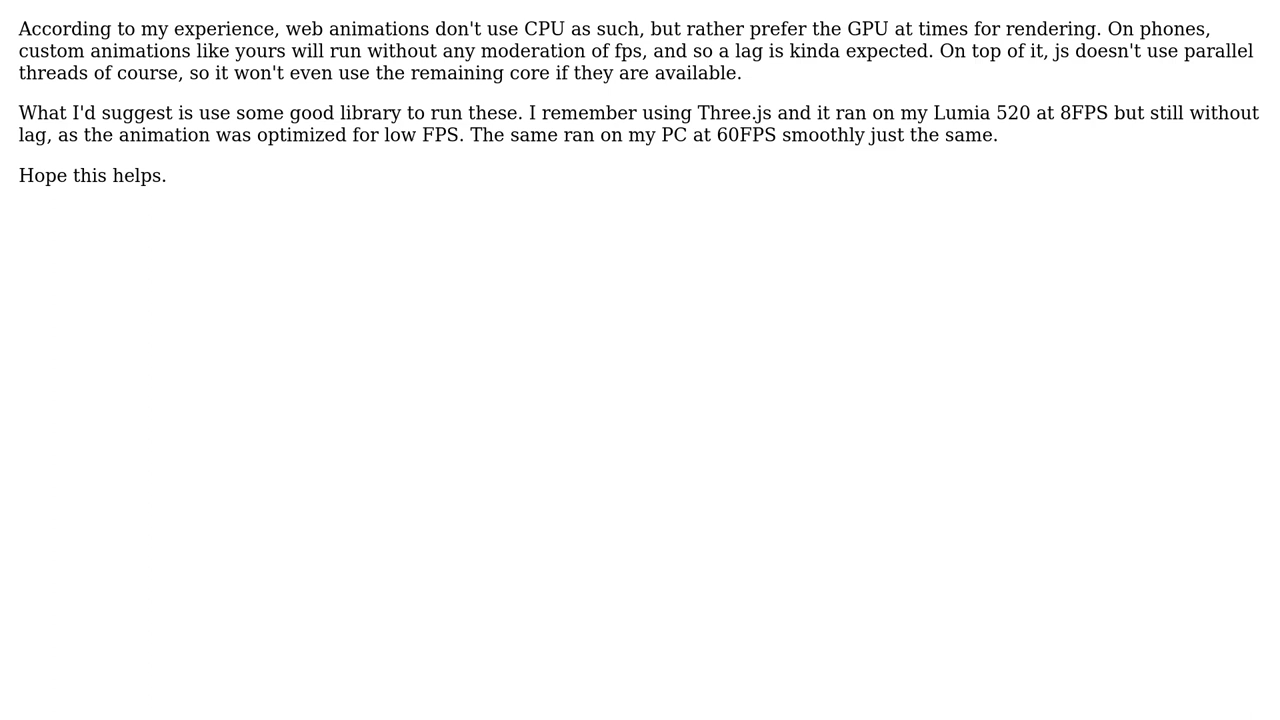 According to my experience, web animations don't use CPU as such, but rather prefer the GPU at times for rendering. On phones,
custom animations like yours will run without any moderation of fps, and so a lag is kinda expected. On top of it, js doesn't use parallel
threads of course, so it won't even use the remaining core if they are available.
What I'd suggest is use some good library to run these. I remember using Three.js and it ran on my Lumia 520 at 8FPS but still without
lag, as the animation was optimized for low FPS. The same ran on my PC at 60FPS smoothly just the same.
Hope this helps.